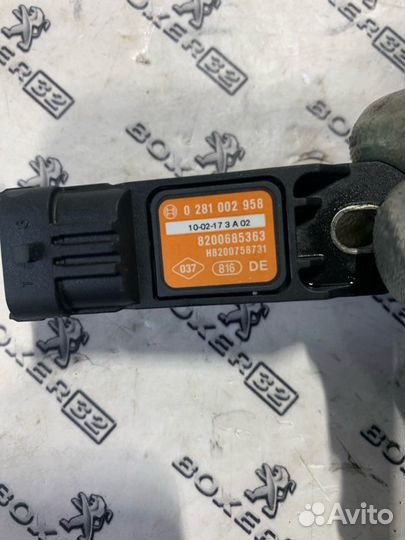 BOXER 32
BOXER 32
0 281 002 958
10-02-17 3 A 02
8200685363
H8200758731
037 816 DE
BOXER 32
BOXER 32
BOXER 32
Avito